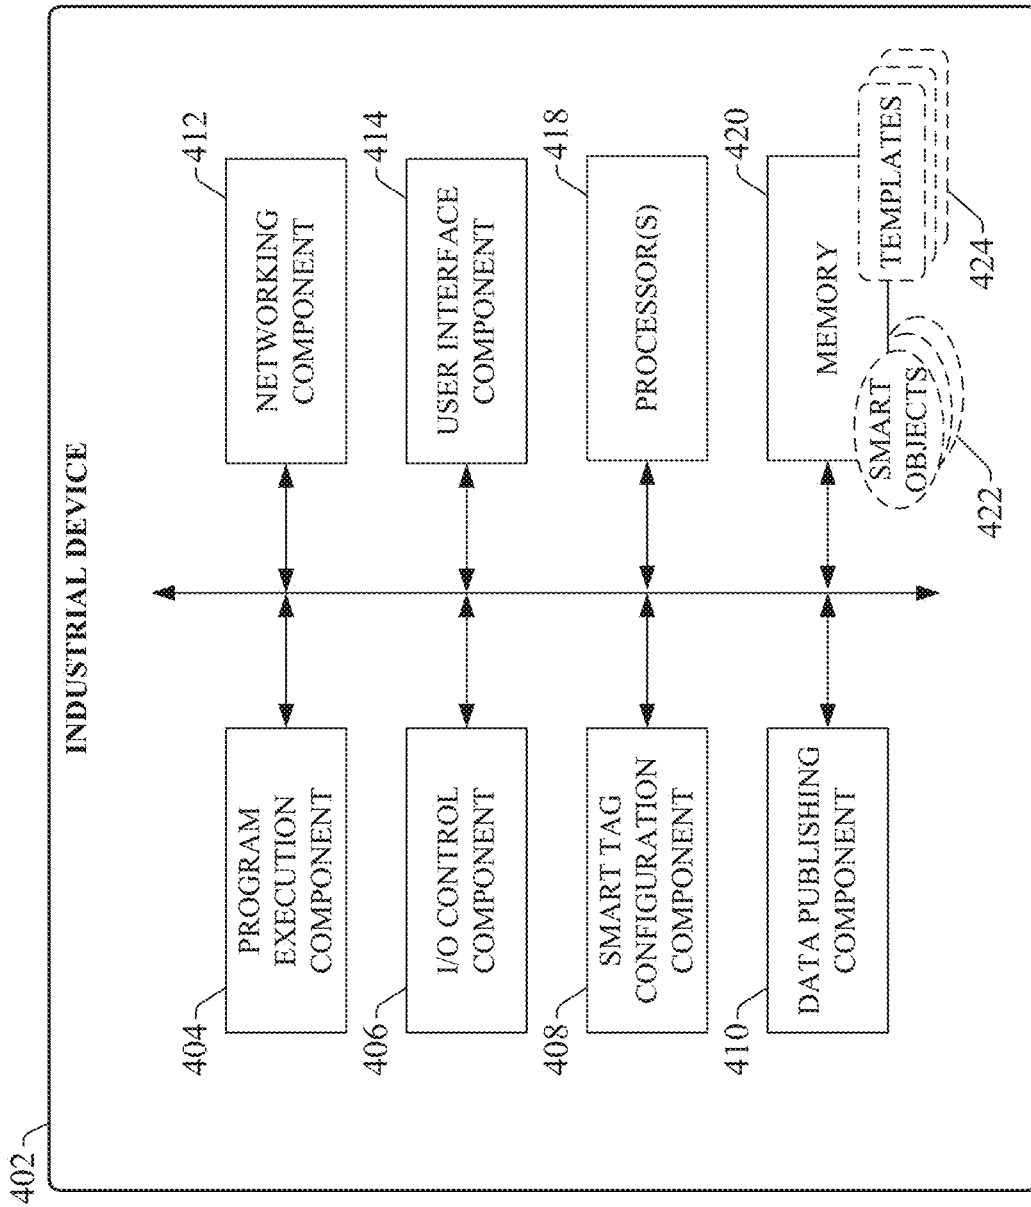 402
INDUSTRIAL DEVICE
404
PROGRAM
EXECUTION
COMPONENT
406
I/O CONTROL
COMPONENT
408
SMART TAG
CONFIGURATION
COMPONENT
410
DATA PUBLISHING
COMPONENT
412
NETWORKING
COMPONENT
414
USER INTERFACE
COMPONENT
418
PROCESSOR(S)
420
MEMORY
SMART
OBJECTS
422
TEMPLATES
424